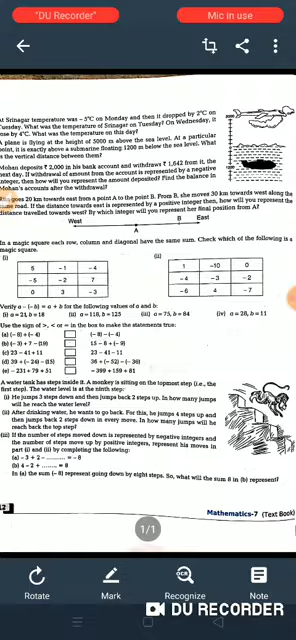 "DU Recorder"
Mic in use
At Srinagar temperature was –5°C on Monday and then it dropped by 2°C on
Tuesday. What was the temperature of Srinagar on Tuesday? On Wednesday, it
rose by 4°C. What was the temperature on this day?
A plane is flying at the height of 5000 m above the sea level. At a particular
point, it is exactly above a submarine floating 1200 m below the sea level. What
is the vertical distance between them?
Mohan deposits ₹ 2,000 in his bank account and withdraws ₹ 1,642 from it, the
next day. If withdrawal of amount from the account is represented by a negative
integer, then how will you represent the amount deposited? Find the balance in
Mohan's account after the withdrawal?
Rita goes 20 km towards east from a point A to the point B. From B, she moves 30 km towards west along the
same road. If the distance towards east is represented by a positive integer then, how will you represent the
distance travelled towards west? By which integer will you represent her final position from A?
West B East
A
In a magic square each row, column and diagonal have the same sum. Check which of the following is a
magic square.
(i) (ii)
5 –1 –4 1 –10 0
–5 –2 7 –4 –3 –2
0 3 –3 –6 4 –7
Verify a – (–b) = a + b for the following values of a and b:
(i) a = 21, b = 18 (ii) a = 118, b = 125 (iii) a = 75, b = 84 (iv) a = 28, b = 11
Use the sign of >, < or = in the box to make the statements true:
(a) (–8) + (–4) (–8) – (–4)
(b) (–3) + 7 – (19) 15 – 8 + (–9)
(c) 23 – 41 + 11 23 – 41 – 11
(d) 39 + (–24) – (15) 36 + (–52) – (–36)
(e) –231 + 79 + 51 –399 + 159 + 81
A water tank has steps inside it. A monkey is sitting on the topmost step (i.e., the
first step). The water level is at the ninth step:
(i) He jumps 3 steps down and then jumps back 2 steps up. In how many jumps
will he reach the water level?
(ii) After drinking water, he wants to go back. For this, he jumps 4 steps up and
then jumps back 2 steps down in every move. In how many jumps will he
reach back the top step?
(iii) If the number of steps moved down is represented by negative integers and
the number of steps move up by positive integers, represent his moves in
part (i) and (ii) by completing the following:
(a) –3 + 2 – .......... = –8
(b) 4 – 2 + ........ = 8
In (a) the sum (–8) represent going down by eight steps. So, what will the sum 8 in (b) represent?
Mathematics-7 (Text Book)
1/1
Rotate
Mark
OCR
Recognize
Note
DU RECORDER